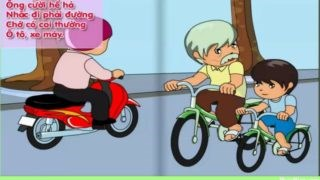 Ông cười hề hà
Nhắc đi phải đường
Chớ có coi thường
Ô tô, xe máy.